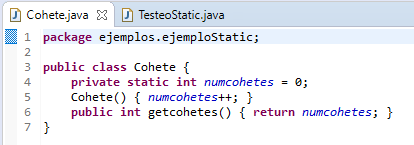 Cohete.java TesteoStatic.java
1 package ejemplos.ejemploStatic;
2
3 public class Cohete {
4 private static int numcohetes = 0;
5 Cohete() { numcohetes++; }
6 public int getcohetes() { return numcohetes; }
7 }